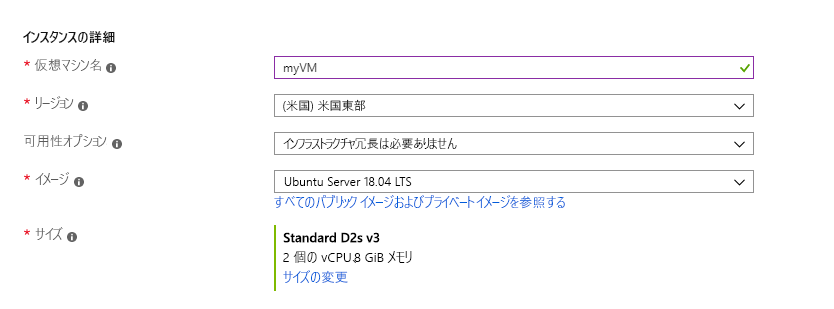 インスタンスの詳細
* 仮想マシン名
myVM
* リージョン
(米国) 米国東部
可用性オプション
インフラストラクチャ冗長は必要ありません
* イメージ
Ubuntu Server 18.04 LTS
すべてのパブリック イメージおよびプライベート イメージを参照する
* サイズ
Standard D2s v3
2 個の vCPU､8 GiB メモリ
サイズの変更